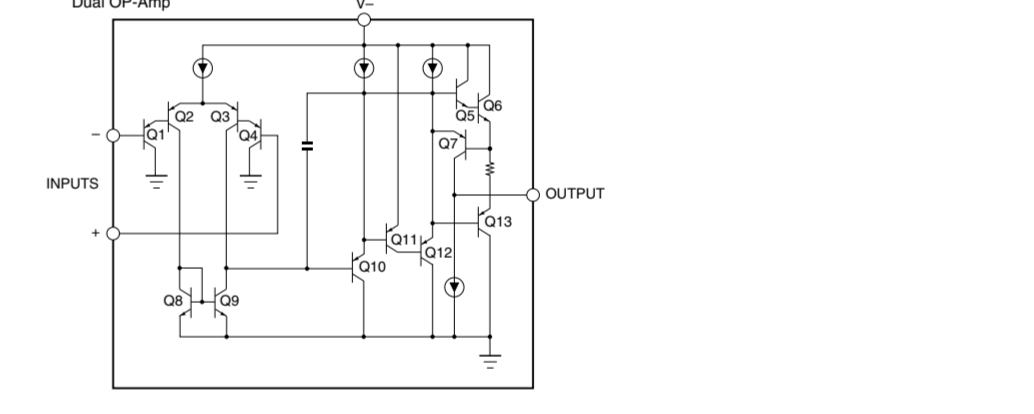 Dual OP-Amp
V–
Q2 Q3
Q5 Q6
– Q1 Q4
Q7
INPUTS
OUTPUT
+
Q13
Q11
Q12
Q10
Q8 Q9